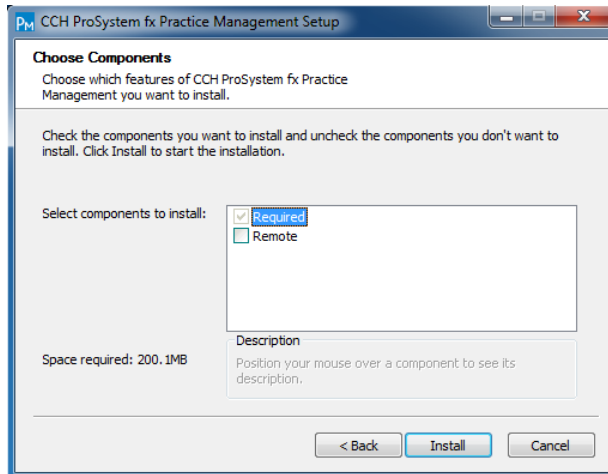 PM CCH ProSystem fx Practice Management Setup
Choose Components
Choose which features of CCH ProSystem fx Practice
Management you want to install.
Check the components you want to install and uncheck the components you don't want to
install. Click Install to start the installation.
Select components to install:
Required
Remote
Space required: 200.1MB
Description
Position your mouse over a component to see its
description.
< Back
Install
Cancel